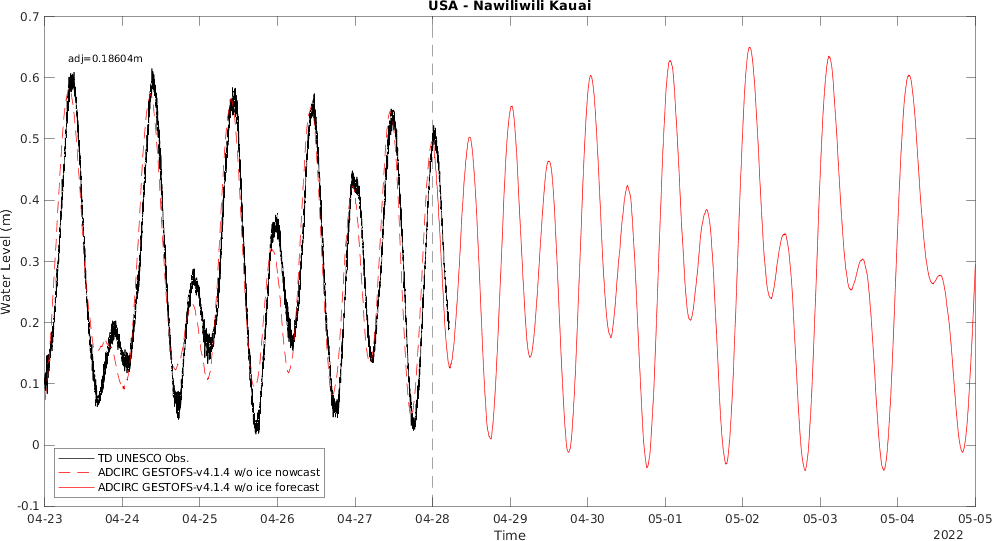 USA - Nawiliwili Kauai
adj=0.18604m
0.7
0.6
0.5
0.4
0.3
0.2
0.1
0
-0.1
Water Level (m)
TD UNESCO Obs.
ADCIRC GESTOFS-v4.1.4 w/o ice nowcast
ADCIRC GESTOFS-v4.1.4 w/o ice forecast
04-23 04-24 04-25 04-26 04-27 04-28 04-29 04-30 05-01 05-02 05-03 05-04 05-05
Time
2022